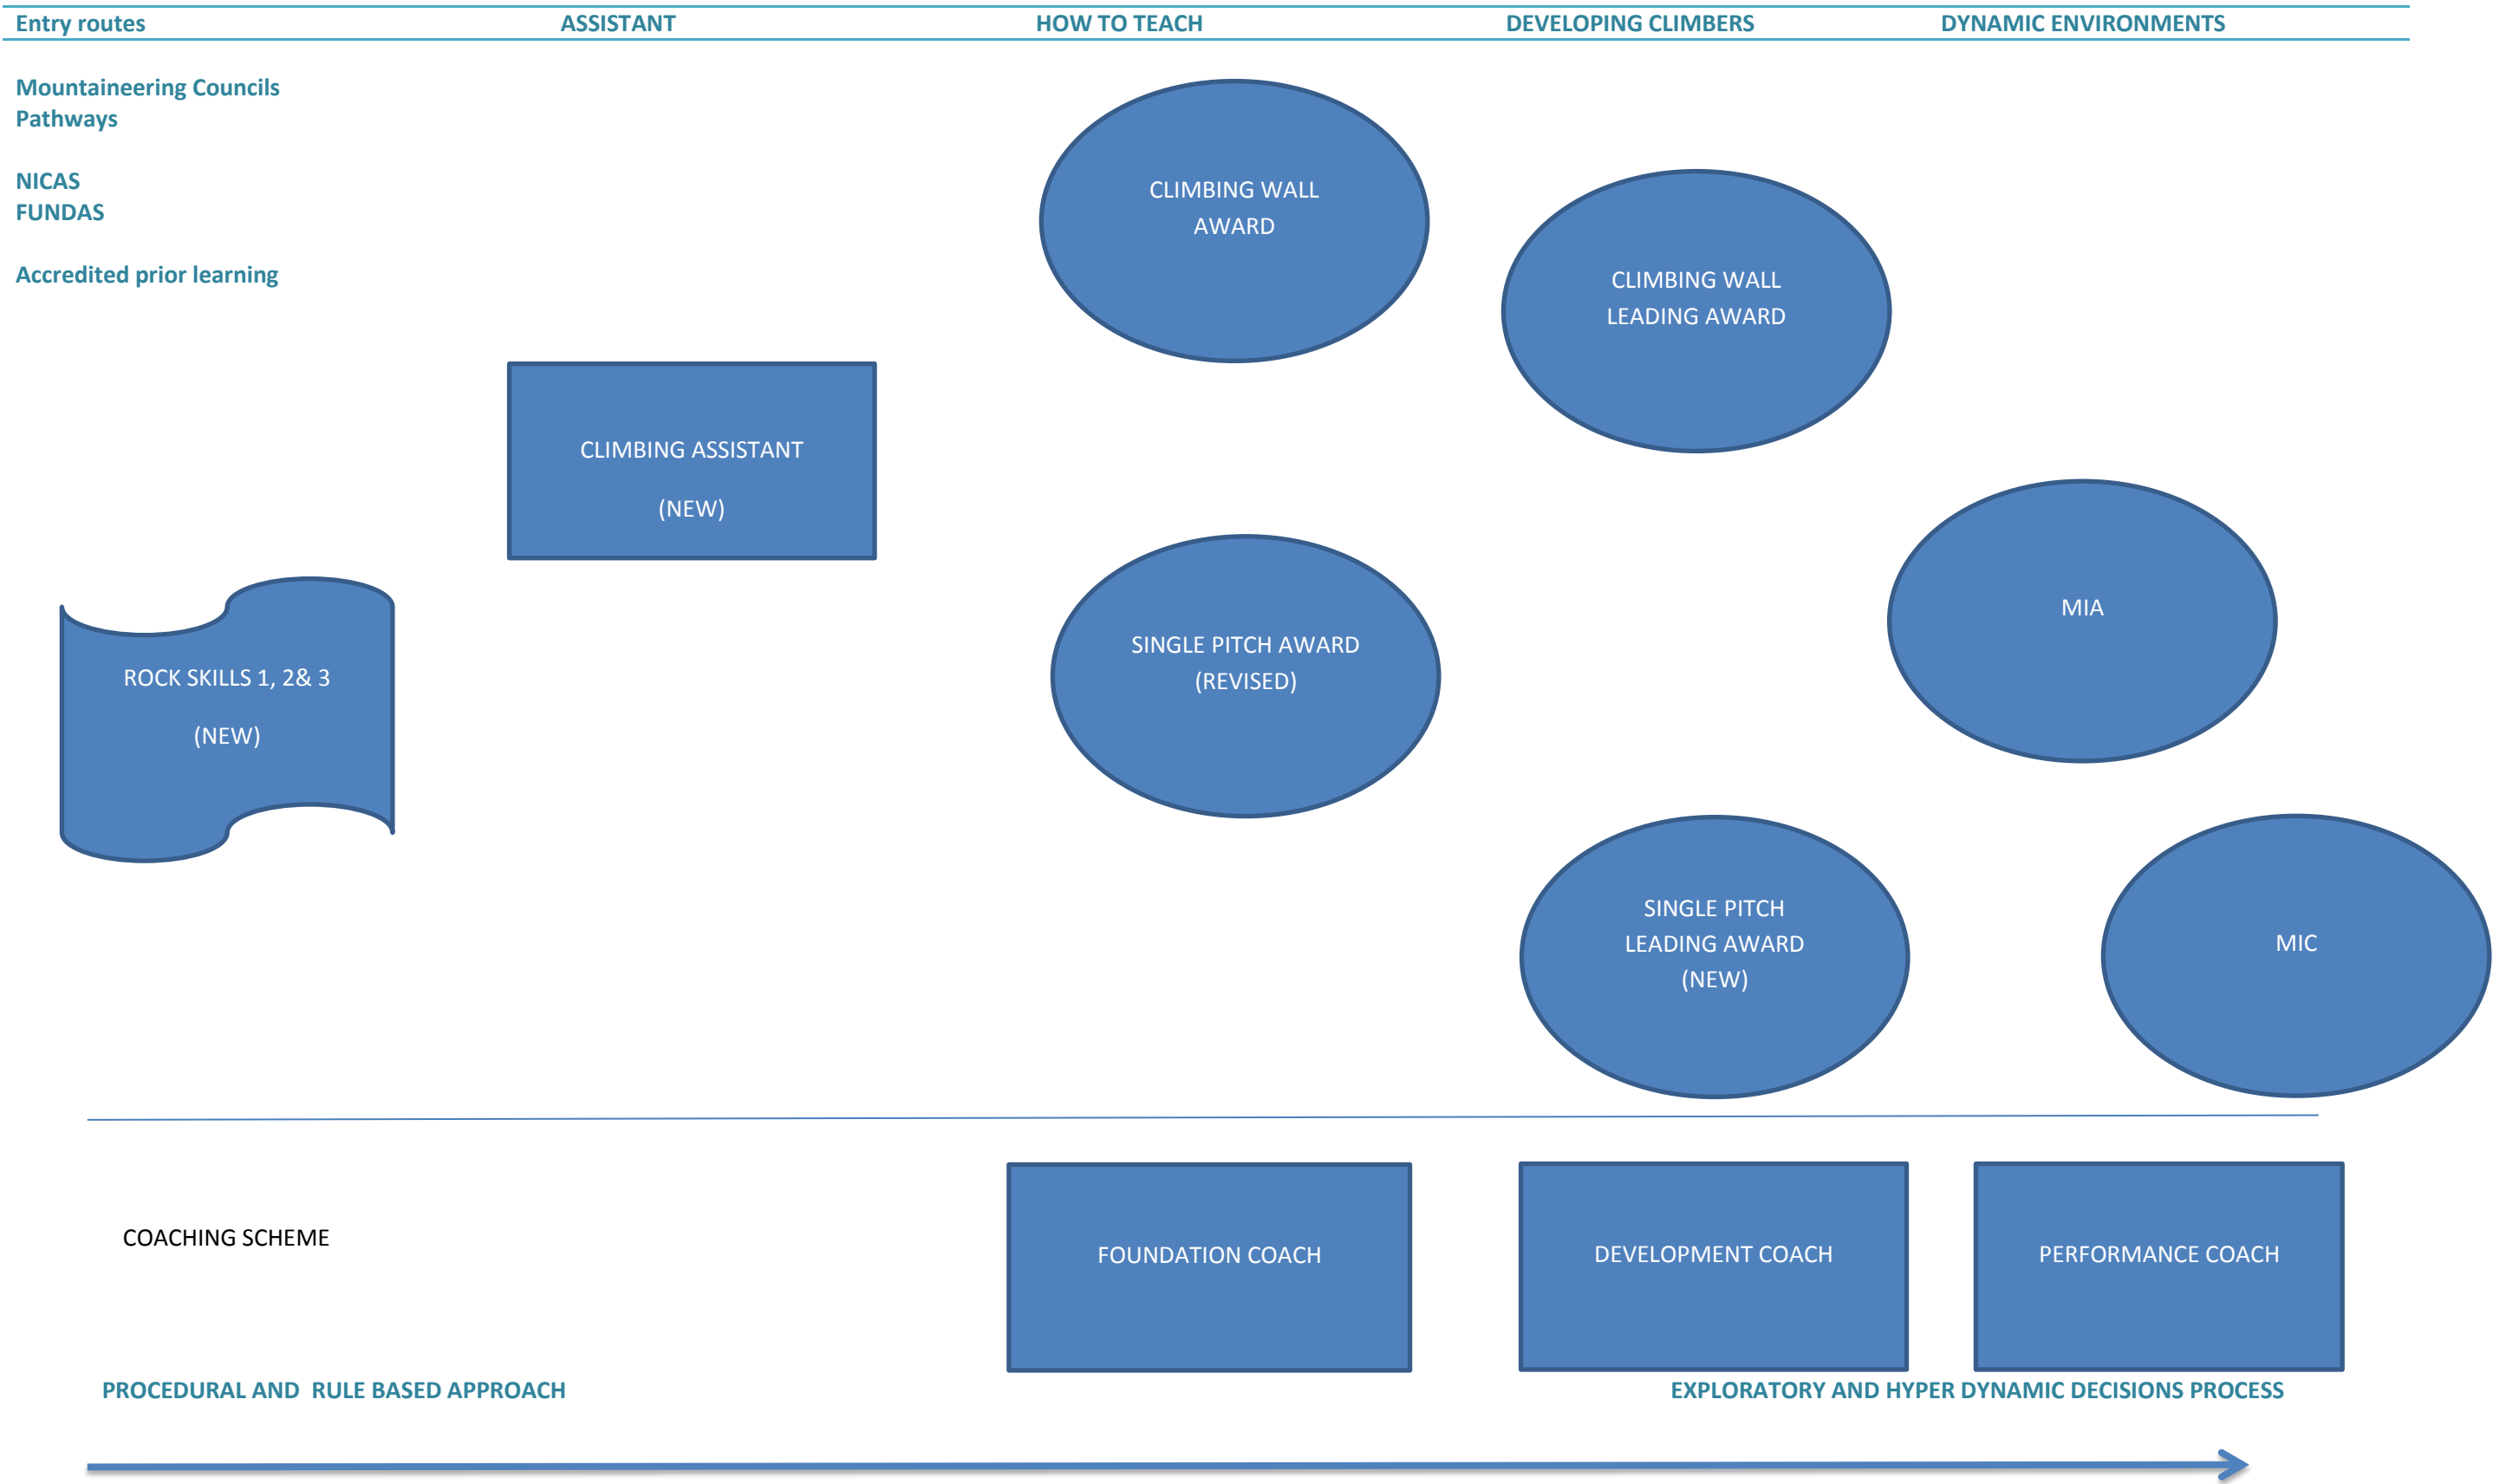 Entry routes ASSISTANT HOW TO TEACH DEVELOPING CLIMBERS DYNAMIC ENVIRONMENTS
Mountaineering Councils
Pathways
NICAS
FUNDAS
Accredited prior learning
CLIMBING WALL
AWARD
CLIMBING WALL
LEADING AWARD
CLIMBING ASSISTANT
(NEW)
MIA
SINGLE PITCH AWARD
(REVISED)
ROCK SKILLS 1, 2& 3
(NEW)
SINGLE PITCH
LEADING AWARD
(NEW)
MIC
COACHING SCHEME
FOUNDATION COACH
DEVELOPMENT COACH
PERFORMANCE COACH
PROCEDURAL AND RULE BASED APPROACH
EXPLORATORY AND HYPER DYNAMIC DECISIONS PROCESS